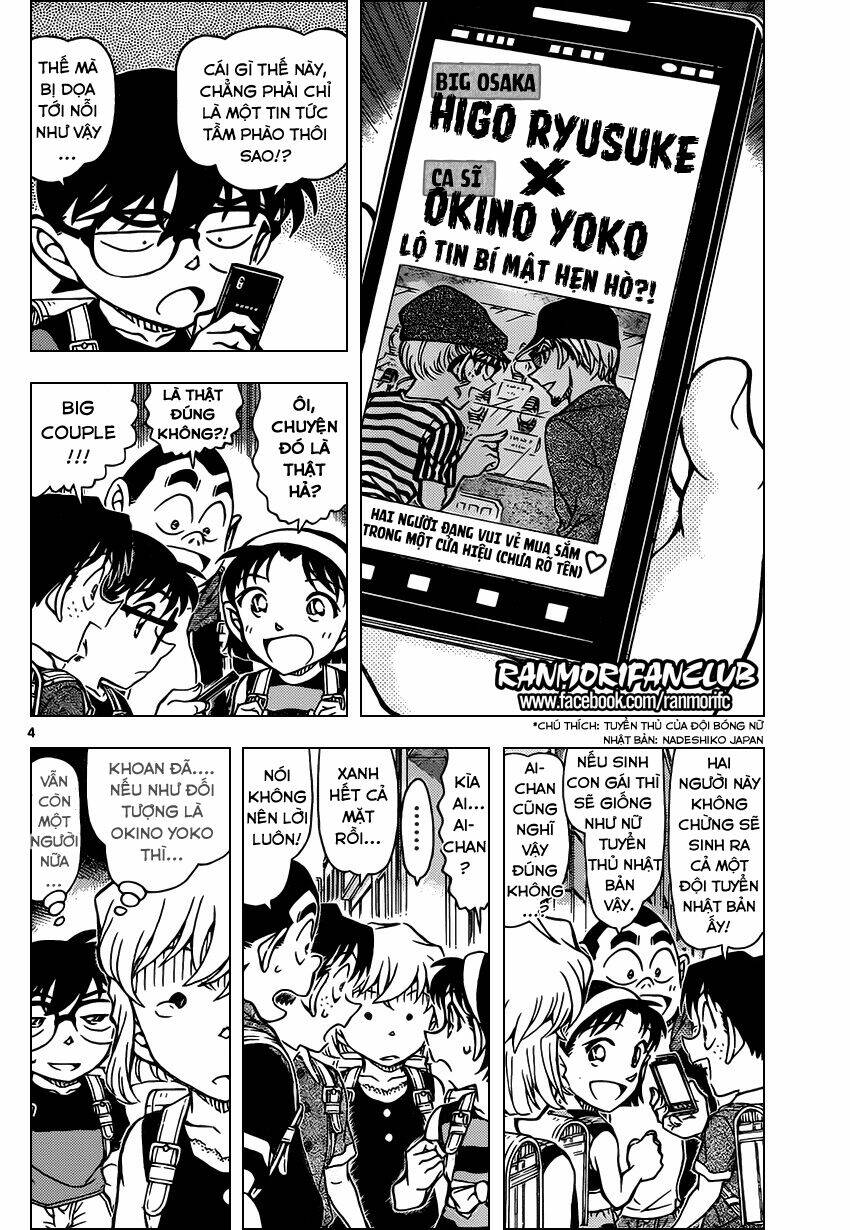 CÁI GÌ THẾ NÀY,
CHẲNG PHẢI CHỈ
LÀ MỘT TIN TỨC
TẦM PHÀO THÔI
SAO!?
THẾ MÀ
BỊ DỌA
TỚI NỖI
NHƯ VẬY
...
BIG OSAKA
HIGO RYUSUKE
X
CA SĨ
OKINO YOKO
LỘ TIN BÍ MẬT HẸN HÒ?!
HAI NGƯỜI ĐANG VUI VẺ MUA SẮM
TRONG MỘT CỬA HIỆU (CHƯA RÕ TÊN)
ÔI,
CHUYỆN
ĐÓ LÀ
THẬT
HẢ?
LÀ THẬT
ĐÚNG
KHÔNG?!
BIG
COUPLE
!!!
RANMORIFANCLUB
www.facebook.com/ranmorifc
*CHÚ THÍCH: TUYỂN THỦ CỦA ĐỘI BÓNG NỮ
NHẬT BẢN: NADESHIKO JAPAN
4
HAI
NGƯỜI NÀY
KHÔNG
CHỪNG SẼ
SINH RA
CẢ MỘT
ĐỘI TUYỂN
NHẬT BẢN
ẤY!
NẾU SINH
CON GÁI THÌ
SẼ GIỐNG
NHƯ NỮ
TUYỂN
THỦ NHẬT
BẢN
VẬY.
AI-
CHAN
CŨNG
NGHĨ
VẬY
ĐÚNG
KHÔNG
...?
KÌA
AI...
AI-
CHAN
?
......
XANH
HẾT CẢ
MẶT
RỒI...
NÓI
KHÔNG
NÊN LỜI
LUÔN!
KHOAN ĐÃ....
NẾU NHƯ ĐỐI
TƯỢNG LÀ
OKINO YOKO
THÌ...
VẪN
CÒN
MỘT
NGƯỜI
NỮA
...